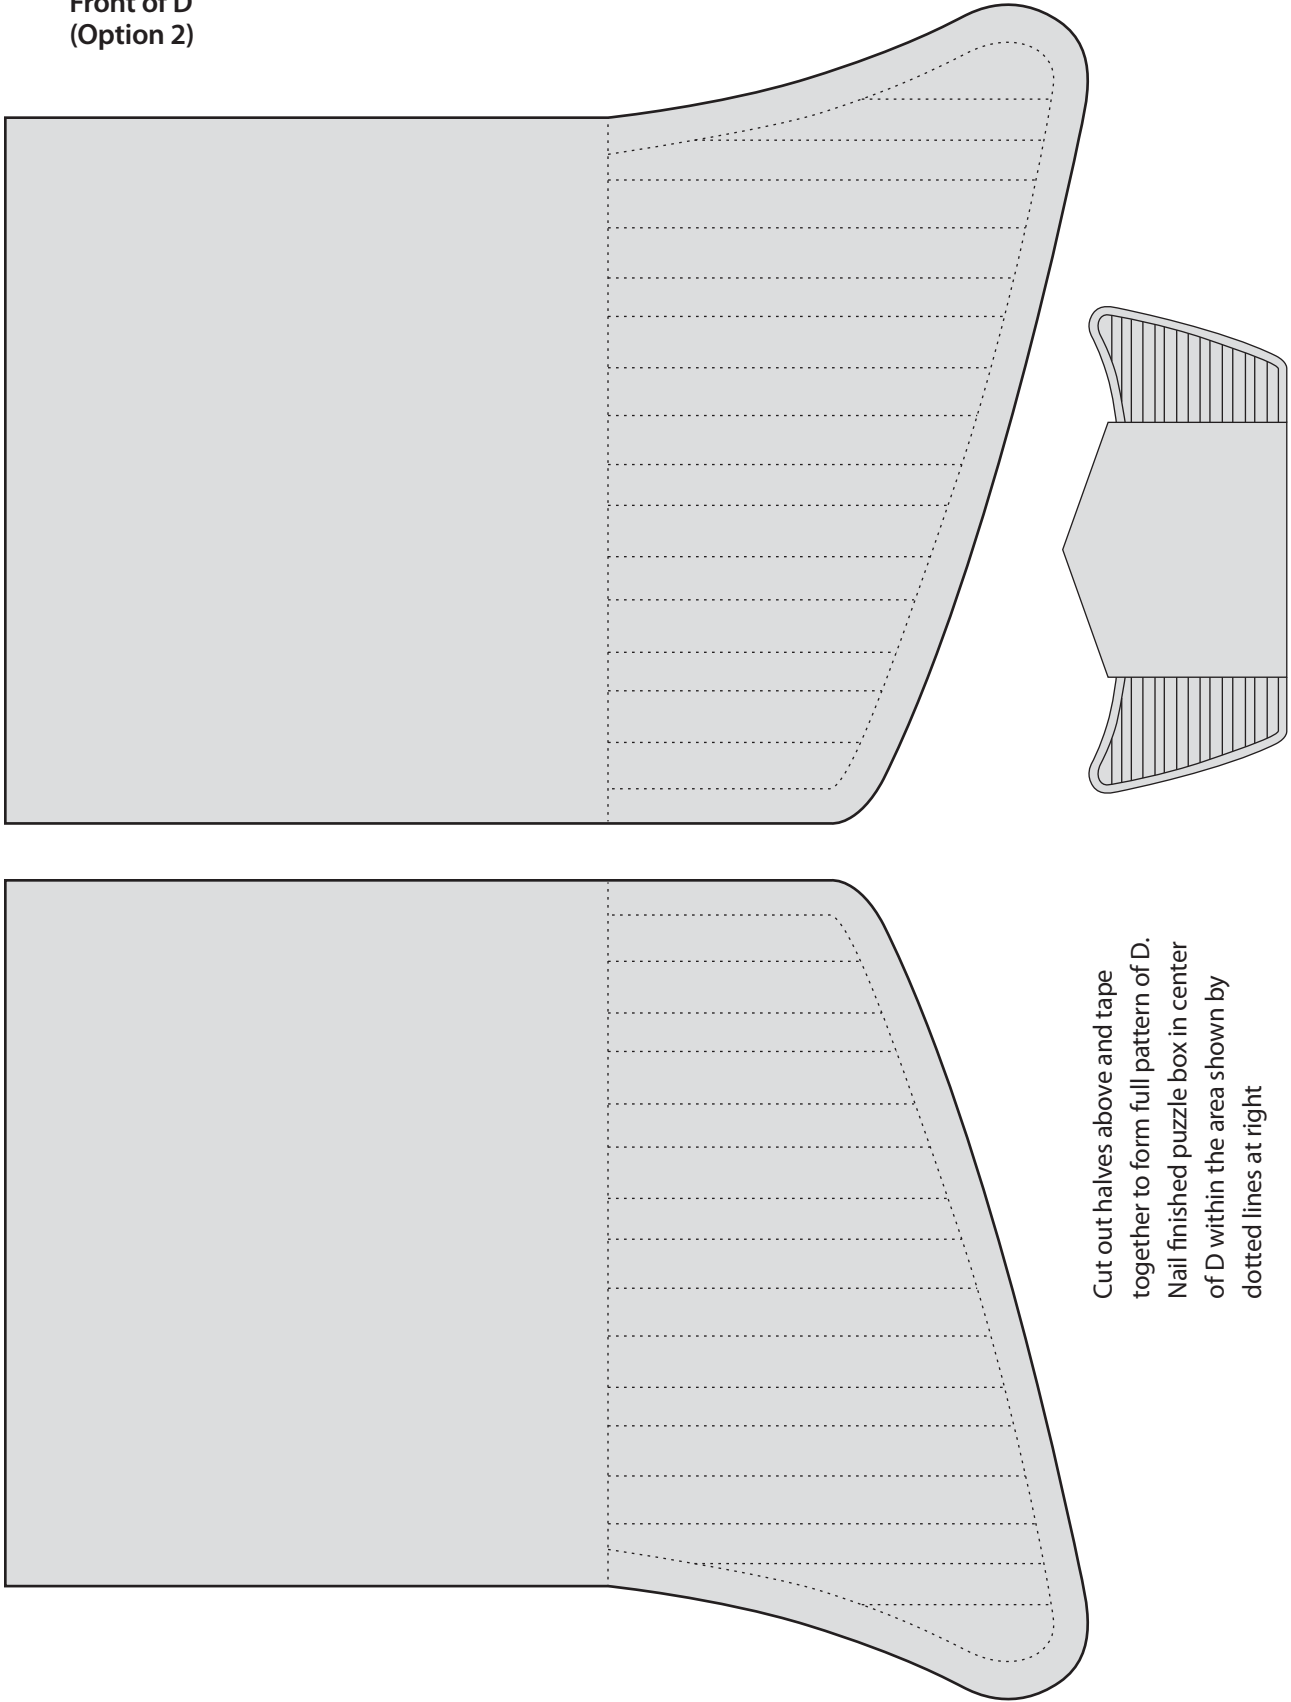 Front of D
(Option 2)
Cut out halves above and tape
together to form full pattern of D.
Nail finished puzzle box in center
of D within the area shown by
dotted lines at right